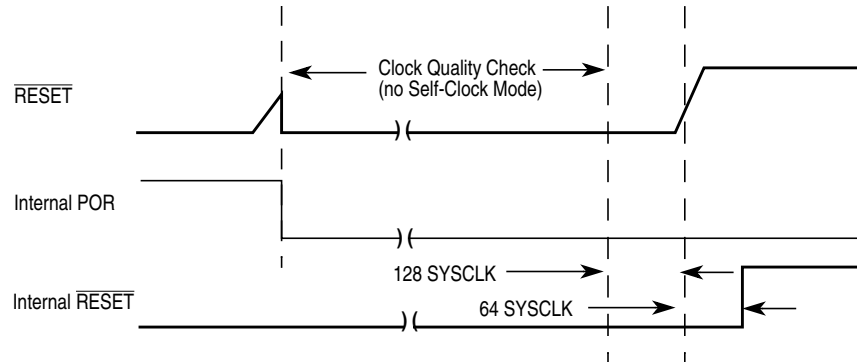 Clock Quality Check
(no Self-Clock Mode)
RESET
) (
Internal POR
) (
128 SYSCLK
64 SYSCLK
Internal RESET
) (